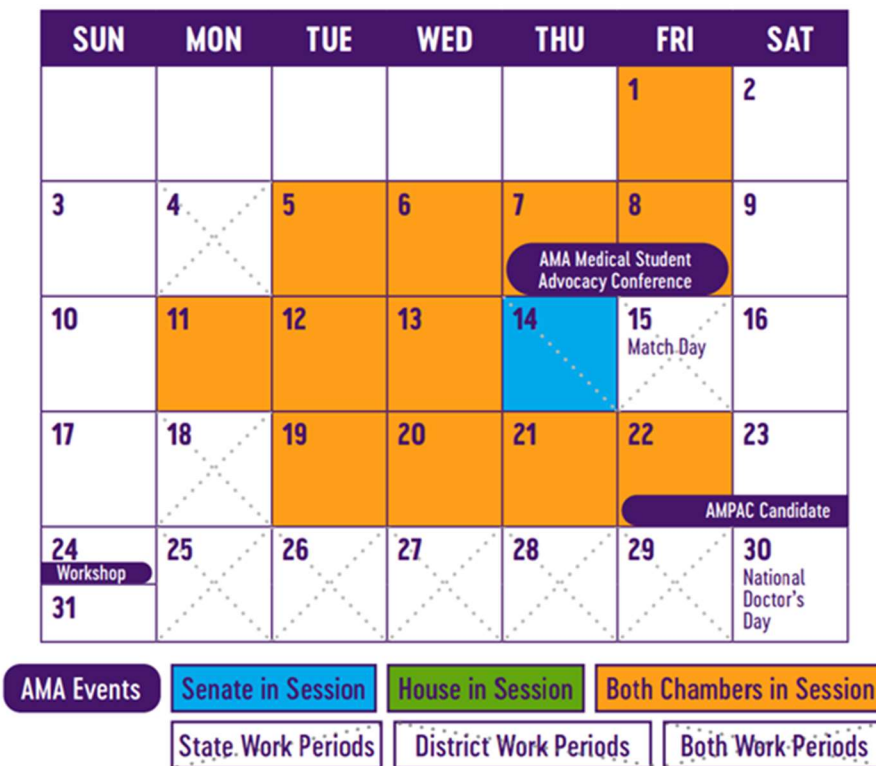 SUN MON TUE WED THU FRI SAT
1 2
3 4 5 6 7 8 9
AMA Medical Student
Advocacy Conference
10 11 12 13 14 15 16
Match Day
17 18 19 20 21 22 23
AMPAC Candidate
24 25 26 27 28 29 30
Workshop
National
Doctor's
Day
31
AMA Events Senate in Session House in Session Both Chambers in Session
State Work Periods District Work Periods Both Work Periods